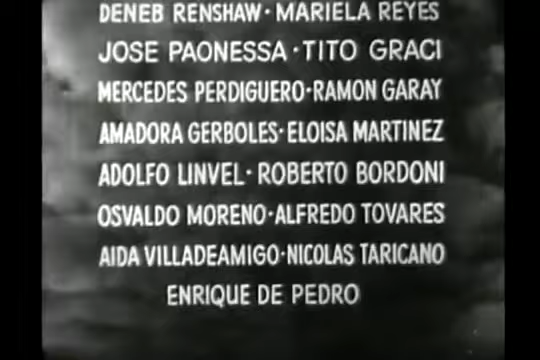 DENEB RENSHAW · MARIELA REYES
JOSE PAONESSA · TITO GRACI
MERCEDES PERDIGUERO · RAMON GARAY
AMADORA GERBOLES · ELOISA MARTINEZ
ADOLFO LINVEL · ROBERTO BORDONI
OSVALDO MORENO · ALFREDO TOVARES
AIDA VILLADEAMIGO · NICOLAS TARICANO
ENRIQUE DE PEDRO